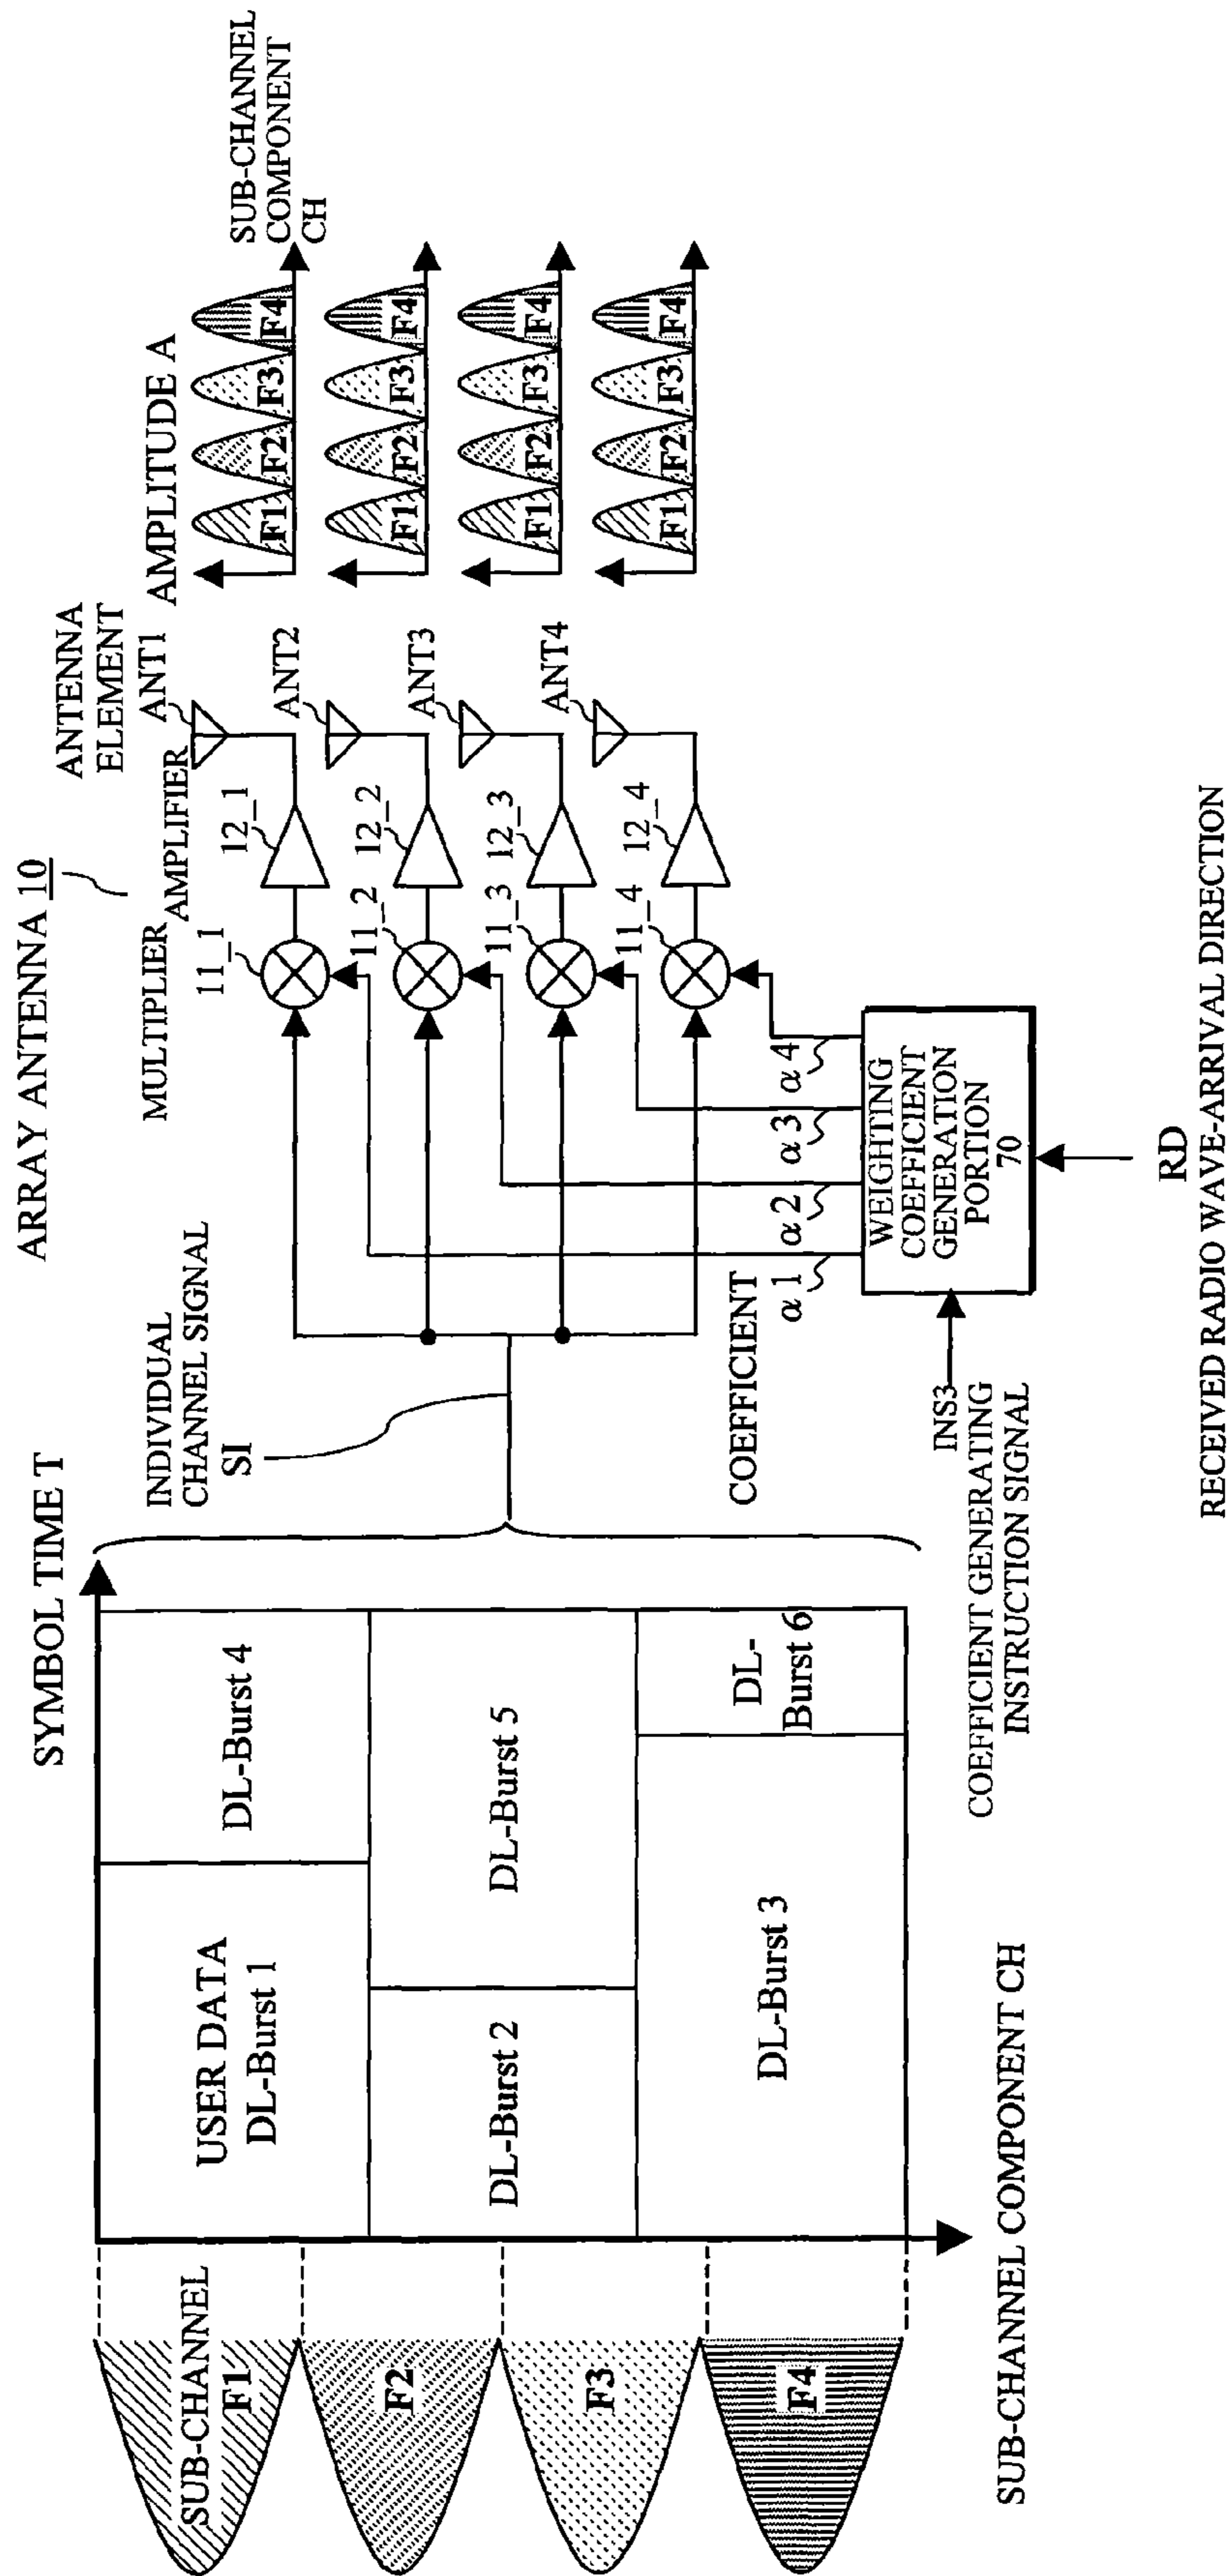 ARRAY ANTENNA 10
SYMBOL TIME T
SUB-CHANNEL
F1
F2
F3
F4
USER DATA
DL-Burst 1
DL-Burst 4
DL-Burst 2
DL-Burst 5
DL-Burst 3
DL-
Burst 6
SUB-CHANNEL COMPONENT CH
INDIVIDUAL
CHANNEL SIGNAL
SI
MULTIPLIER
11_1
11_2
11_3
11_4
AMPLIFIER
12_1
12_2
12_3
12_4
ANTENNA
ELEMENT
ANT1
ANT2
ANT3
ANT4
AMPLITUDE A
F1 F2 F3 F4
F1 F2 F3 F4
F1 F2 F3 F4
F1 F2 F3 F4
SUB-CHANNEL
COMPONENT
CH
COEFFICIENT
α1
α2
α3
α4
WEIGHTING
COEFFICIENT
GENERATION
PORTION
70
INS3
COEFFICIENT GENERATING
INSTRUCTION SIGNAL
RD
RECEIVED RADIO WAVE-ARRIVAL DIRECTION